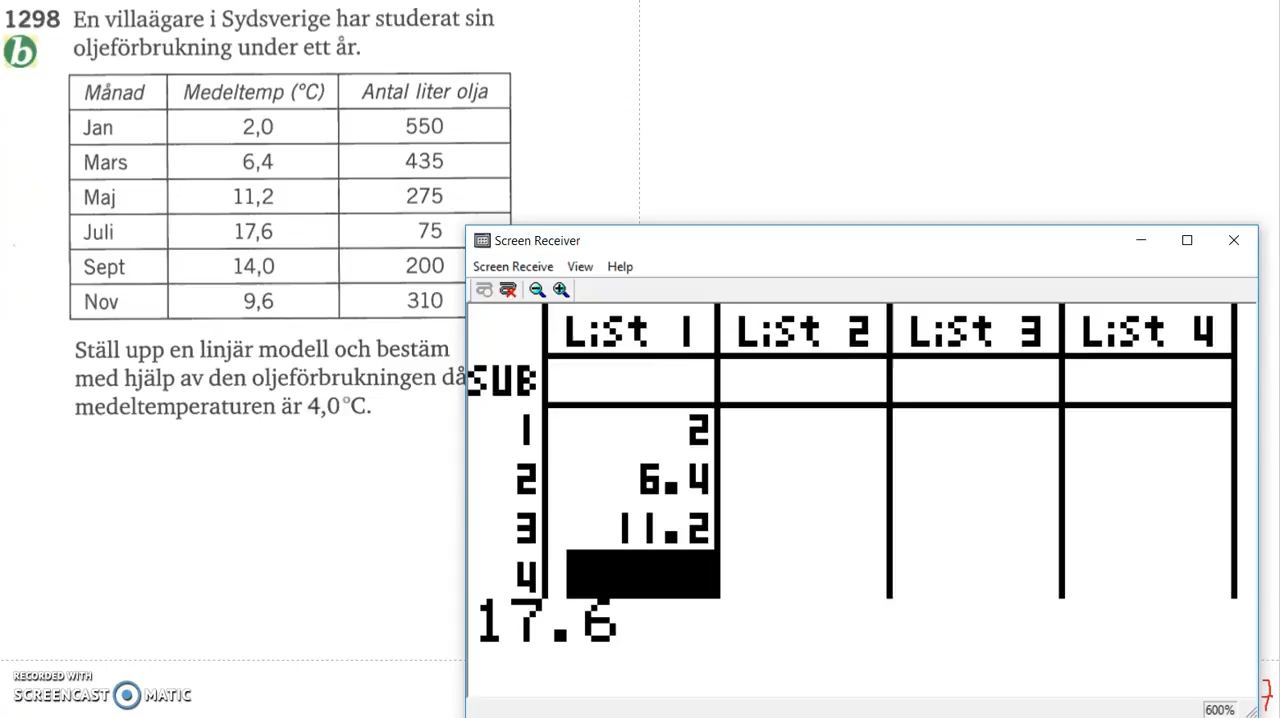 1298 En villaägare i Sydsverige har studerat sin
b oljeförbrukning under ett år.
Månad Medeltemp (°C) Antal liter olja
Jan 2,0 550
Mars 6,4 435
Maj 11,2 275
Juli 17,6 75
Sept 14,0 200
Nov 9,6 310
Ställ upp en linjär modell och bestäm
med hjälp av den oljeförbrukningen då
medeltemperaturen är 4,0°C.
Screen Receiver
Screen Receive View Help
List 1 List 2 List 3 List 4
SUB
1 2
2 6.4
3 11.2
4
17.6
600%
RECORDED WITH
SCREENCAST MATIC